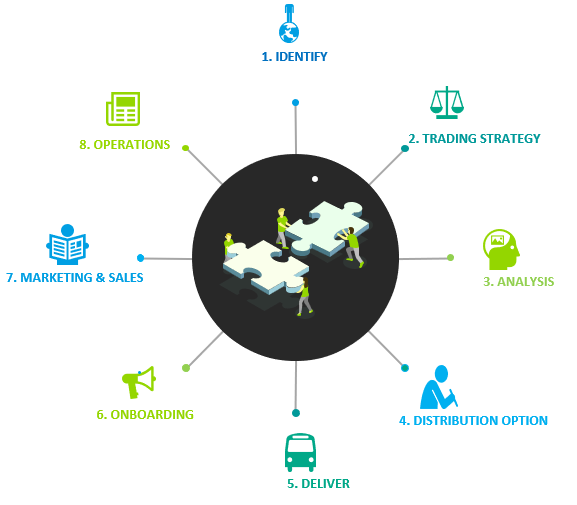 1. IDENTIFY
2. TRADING STRATEGY
3. ANALYSIS
4. DISTRIBUTION OPTION
5. DELIVER
6. ONBOARDING
7. MARKETING & SALES
8. OPERATIONS